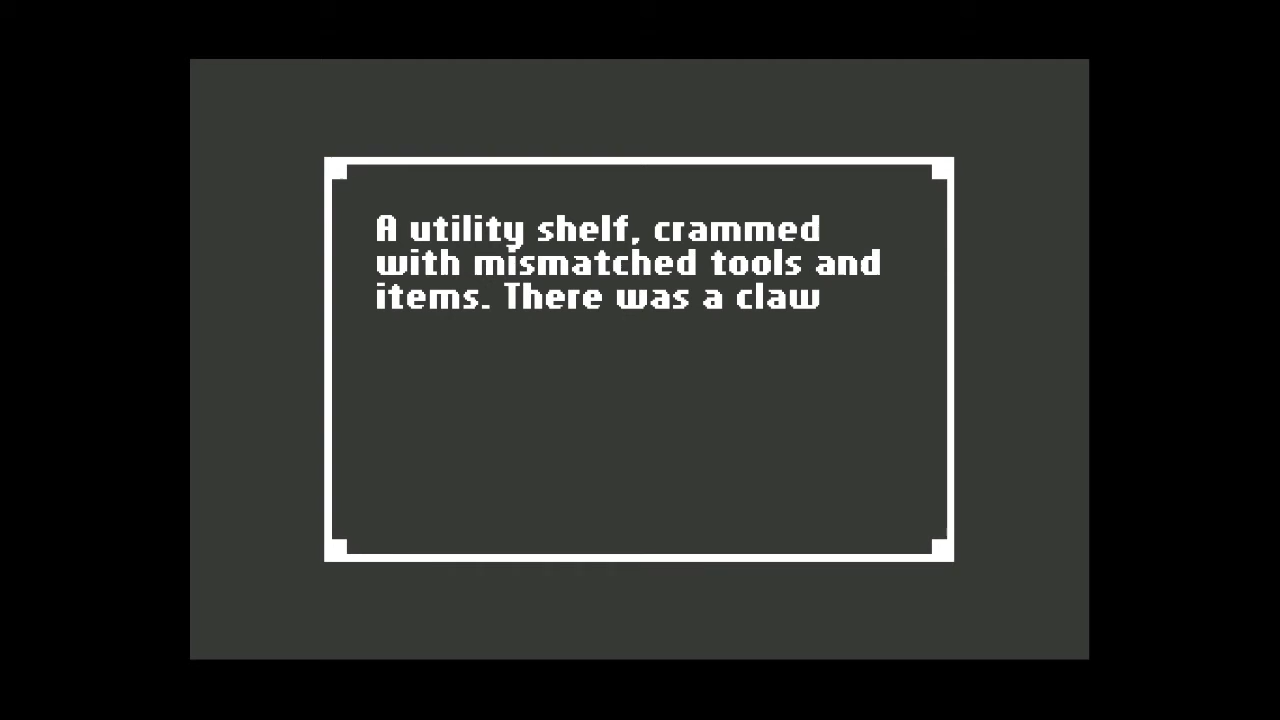 A utility shelf, crammed
with mismatched tools and
items. There was a claw